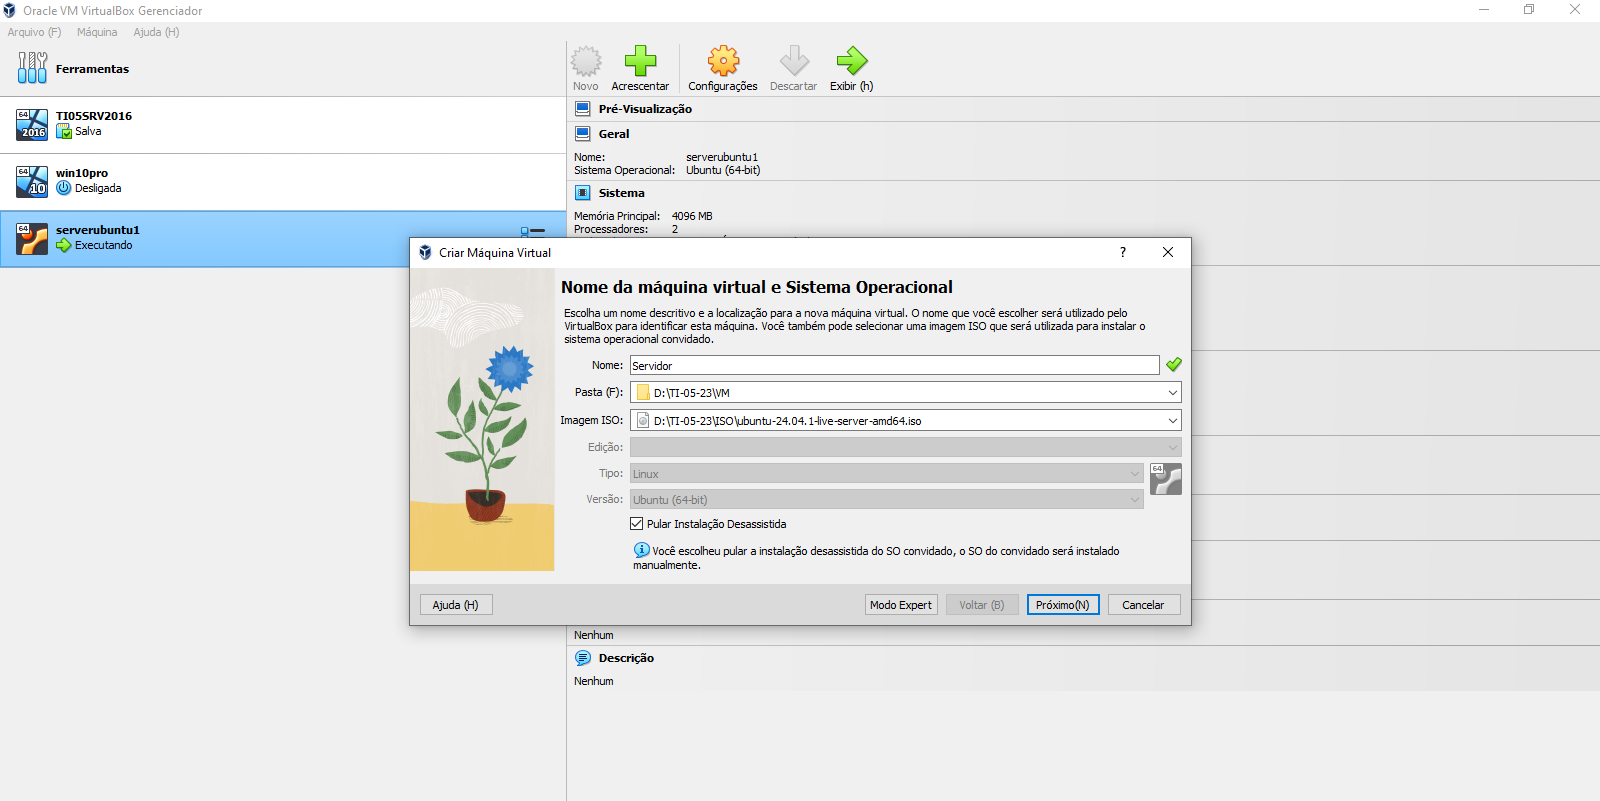 Oracle VM VirtualBox Gerenciador
Arquivo (F) Máquina Ajuda (H)
Ferramentas
64
2016
TI05SRV2016
Salva
64
10
win10pro
Desligada
64
serverubuntu1
Executando
Novo Acrescentar Configurações Descartar Exibir (h)
Pré-Visualização
Geral
Nome: serverubuntu1
Sistema Operacional: Ubuntu (64-bit)
Sistema
Memória Principal: 4096 MB
Processadores: 2
Criar Máquina Virtual
?
Nome da máquina virtual e Sistema Operacional
Escolha um nome descritivo e a localização para a nova máquina virtual. O nome que você escolher será utilizado pelo
VirtualBox para identificar esta máquina. Você também pode selecionar uma imagem ISO que será utilizada para instalar o
sistema operacional convidado.
Nome: Servidor
Pasta (F): D:\TI-05-23\VM
Imagem ISO: D:\TI-05-23\ISO\ubuntu-24.04.1-live-server-amd64.iso
Edição:
Tipo: Linux
64
Versão: Ubuntu (64-bit)
Pular Instalação Desassistida
Você escolheu pular a instalação desassistida do SO convidado, o SO do convidado será instalado
manualmente.
Ajuda (H) Modo Expert Voltar (B) Próximo(N) Cancelar
Nenhum
Descrição
Nenhum